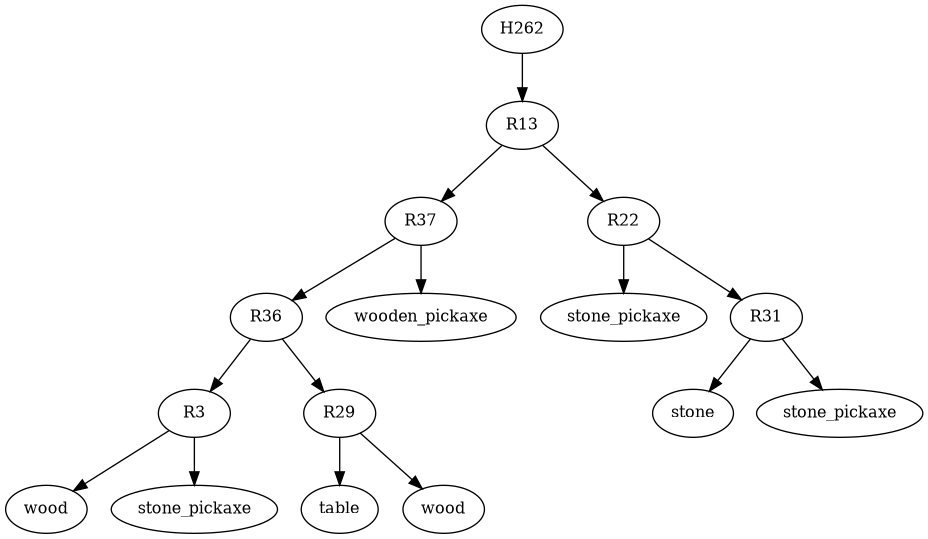 H262
R13
R37
R22
R36
wooden_pickaxe
stone_pickaxe
R31
R3
R29
stone
stone_pickaxe
wood
stone_pickaxe
table
wood